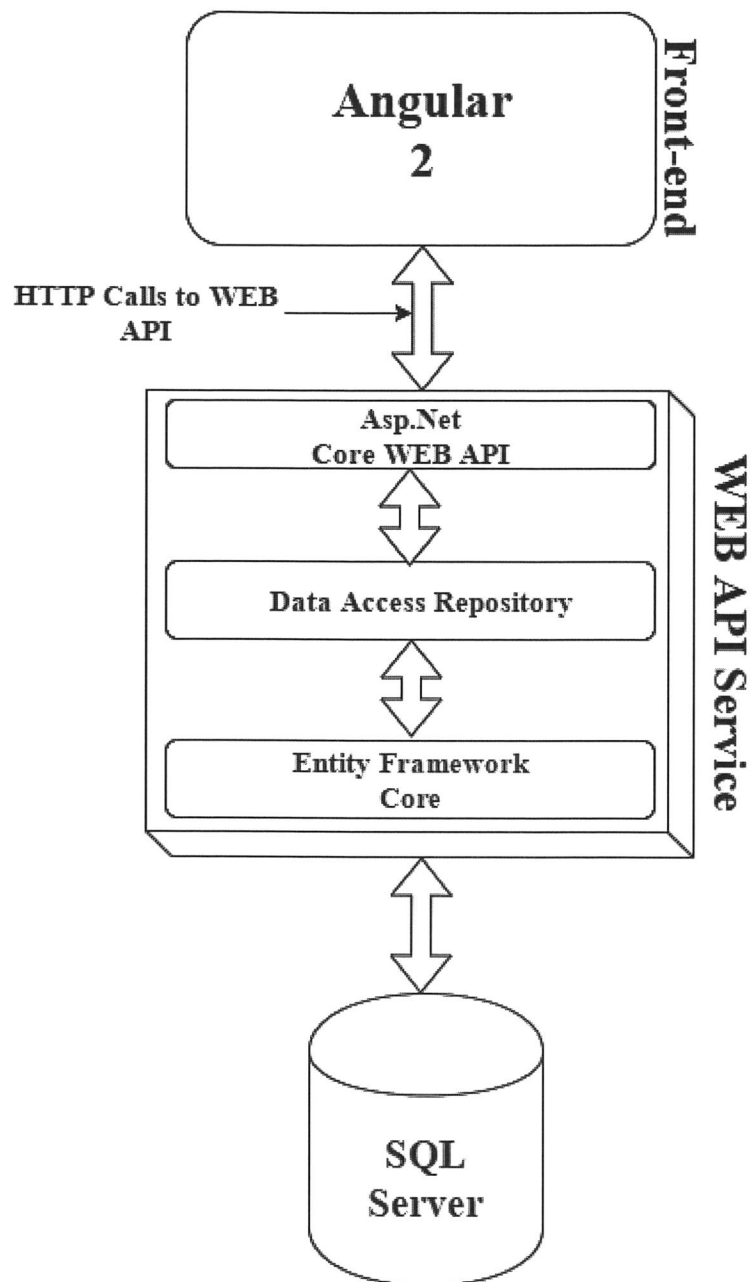 Angular
2
Front-end
HTTP Calls to WEB
API
Asp.Net
Core WEB API
Data Access Repository
Entity Framework
Core
WEB API Service
SQL
Server